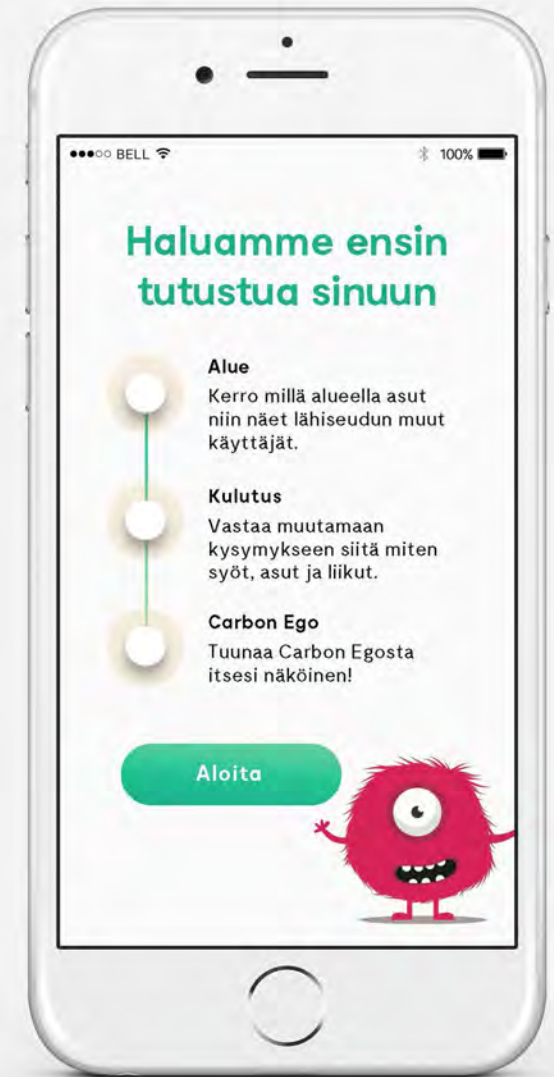 BELL 100%
Haluamme ensin
tutustua sinuun
Alue
Kerro millä alueella asut
niin näet lähiseudun muut
käyttäjät.
Kulutus
Vastaa muutamaan
kysymykseen siitä miten
syöt, asut ja liikut.
Carbon Ego
Tuunaa Carbon Egosta
itsesi näköinen!
Aloita